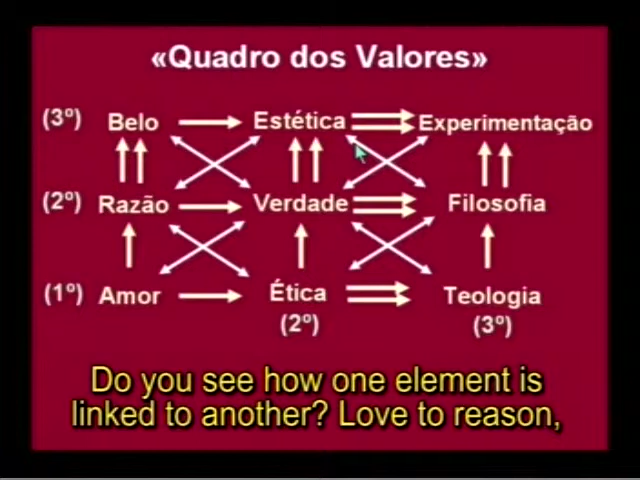 «Quadro dos Valores»
(3º) Belo Estética Experimentação
(2º) Razão Verdade Filosofia
(1º) Amor Ética Teologia
(2º) (3º)
Do you see how one element is
linked to another? Love to reason,